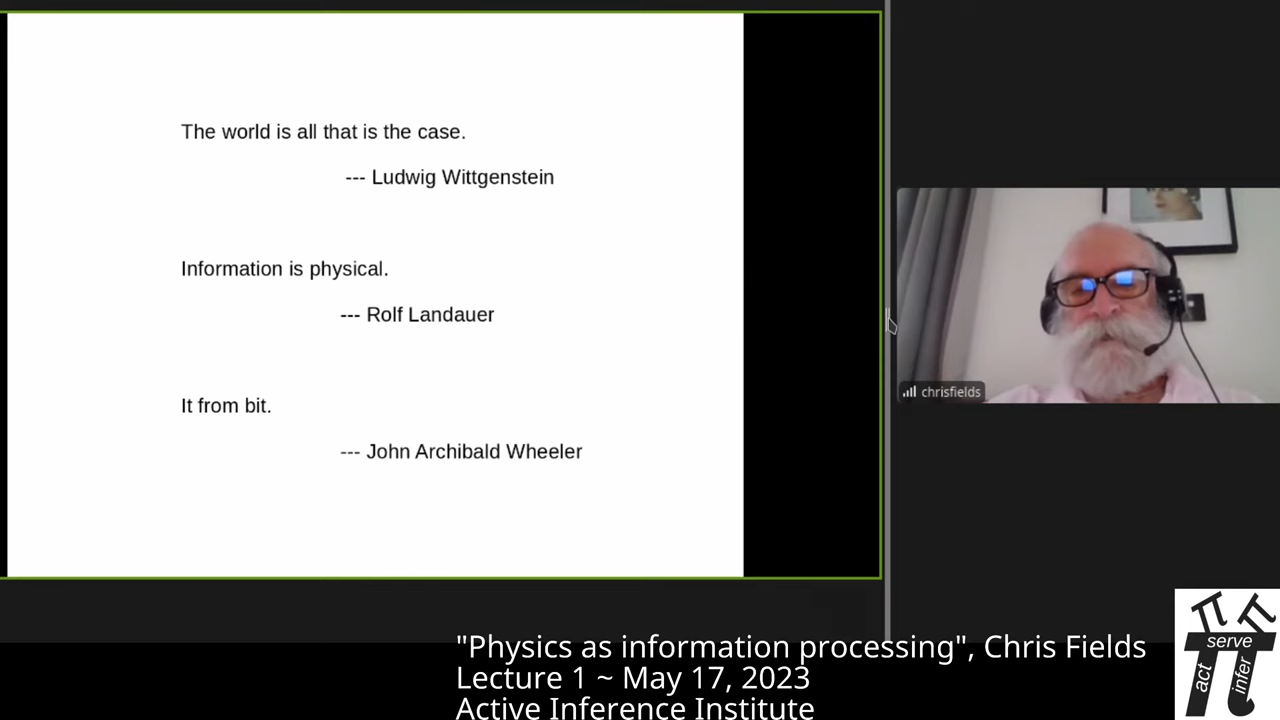 The world is all that is the case.
--- Ludwig Wittgenstein
Information is physical.
--- Rolf Landauer
It from bit.
--- John Archibald Wheeler
chrisfields
"Physics as information processing", Chris Fields
Lecture 1 ~ May 17, 2023
Active Inference Institute
serve
act
infer